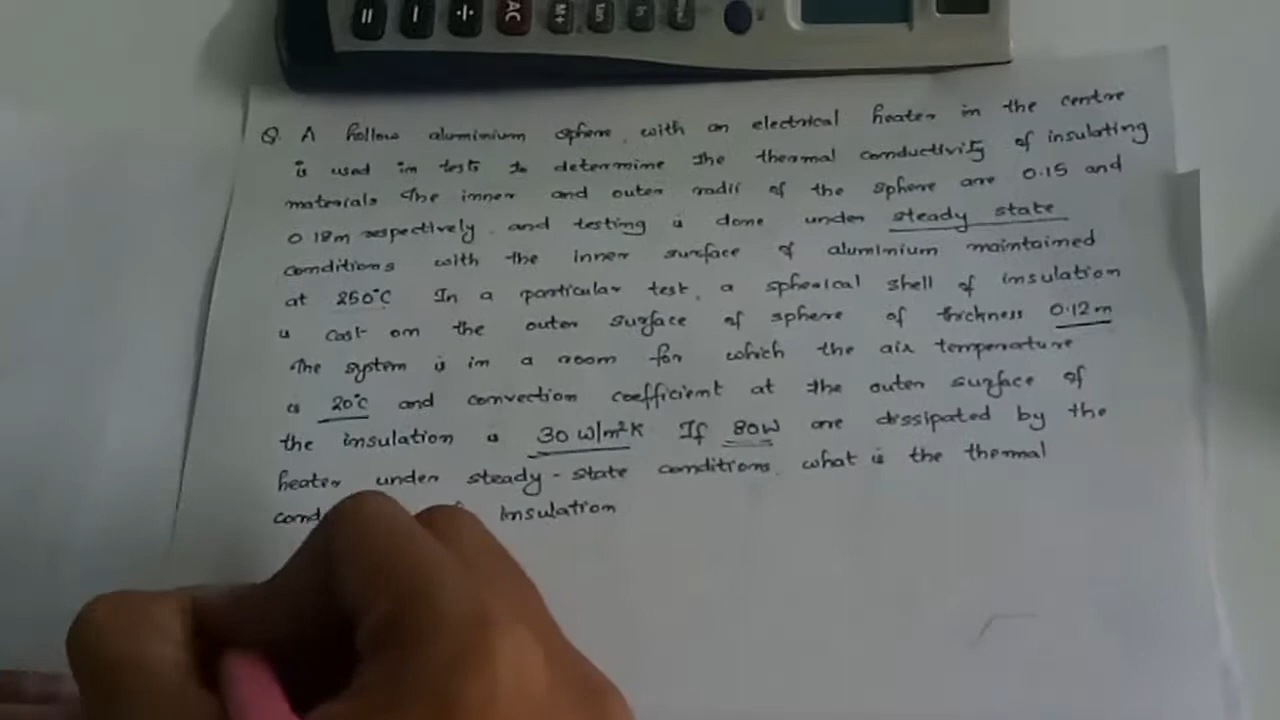 II I ÷ AC M+
Q. A hollow aluminium sphere, with an electrical heater in the centre
is used in tests to determine the thermal conductivity of insulating
materials The inner and outer radii of the sphere are 0.15 and
0.18m respectively. and testing is done under steady state
conditions with the inner surface of aluminium maintained
at 250°C In a particular test, a spherical shell of insulation
is cast on the outer surface of sphere of thickness 0.12m
The system is in a room for which the air temperature
is 20°C and convection coefficient at the outer surface of
the insulation is 30 W/m²K If 80W are dissipated by the
heater under steady-state conditions, what is the thermal
cond insulation